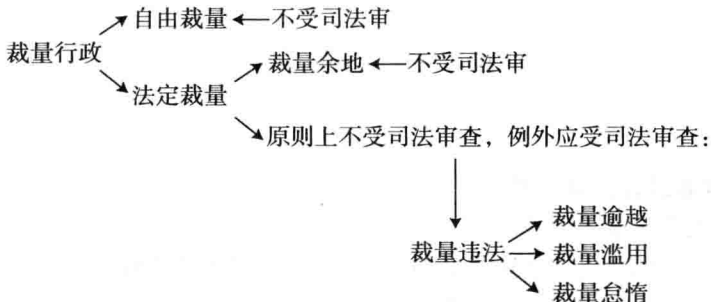 自由裁量 不受司法审
裁量行政
裁量余地 不受司法审
法定裁量
原则上不受司法审查，例外应受司法审查：
裁量逾越
裁量违法 裁量滥用
裁量怠惰